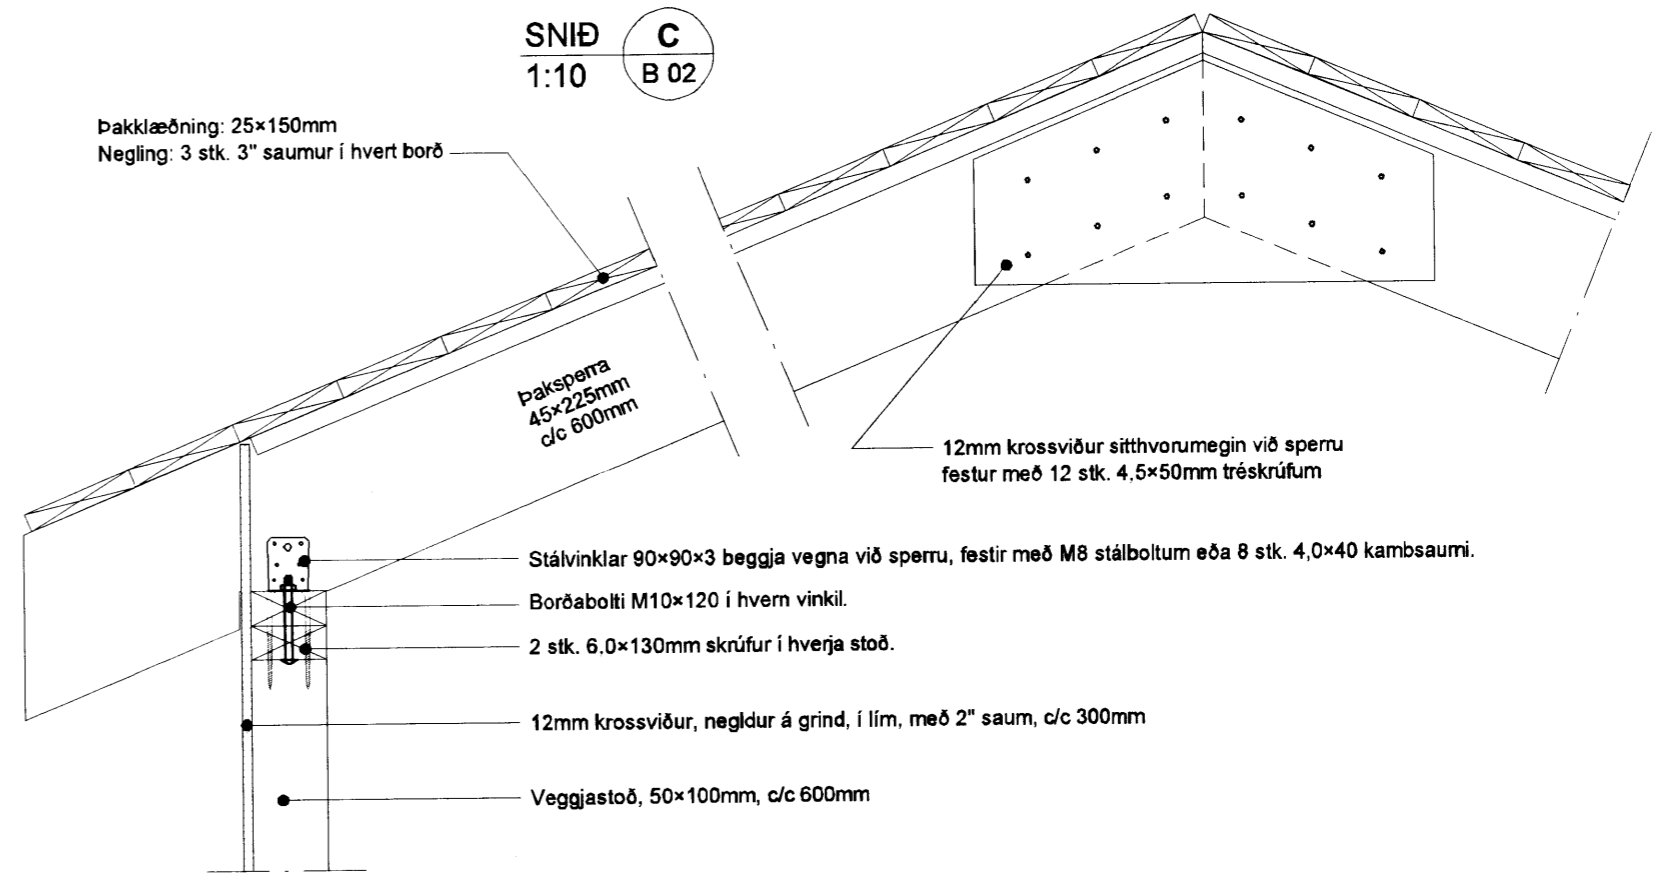 SNIÐ C
1:10 B 02
Þakklæðning: 25×150mm
Negling: 3 stk. 3" saumur í hvert borð
Þaksperra
45×225mm
c/c 600mm
12mm krossviður sitthvorumegin við sperru
festur með 12 stk. 4,5×50mm tréskrúfum
Stálvinklar 90×90×3 beggja vegna við sperru, festir með M8 stálboltum eða 8 stk. 4,0×40 kambsaumi.
Borðabolti M10×120 í hvern vinkil.
2 stk. 6.0×130mm skrúfur í hverja stoð.
12mm krossviður, negldur á grind, í lím, með 2" saum, c/c 300mm
Veggjastoð, 50×100mm, c/c 600mm